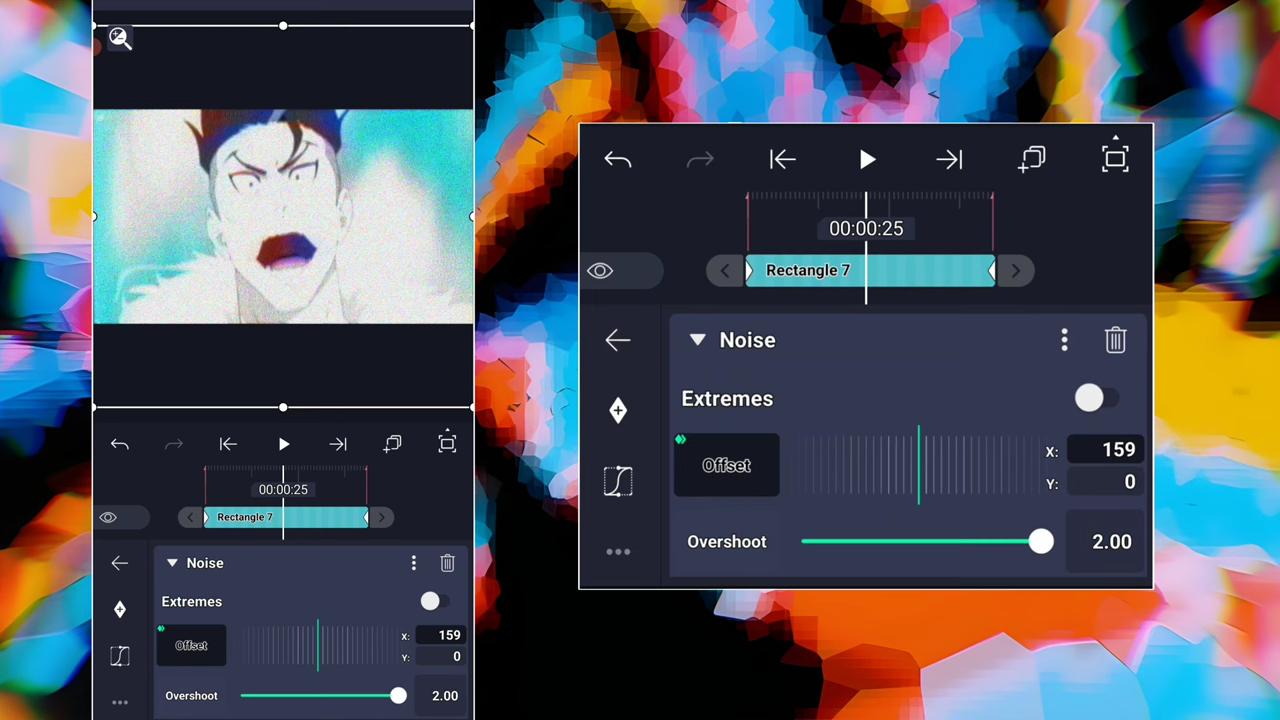 00:00:25
Rectangle 7
Noise
Extremes
Offset
X: 159
Y: 0
Overshoot
2.00
00:00:25
Rectangle 7
Noise
Extremes
Offset
X: 159
Y: 0
Overshoot
2.00